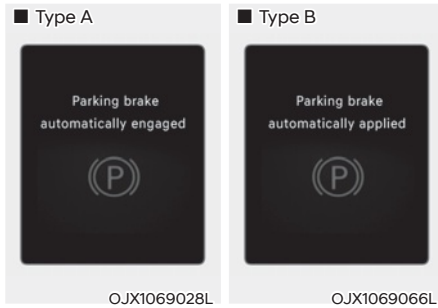 ■ Type A
Parking brake
automatically engaged
(P)
OJX1069028L
■ Type B
Parking brake
automatically applied
(P)
OJX1069066L